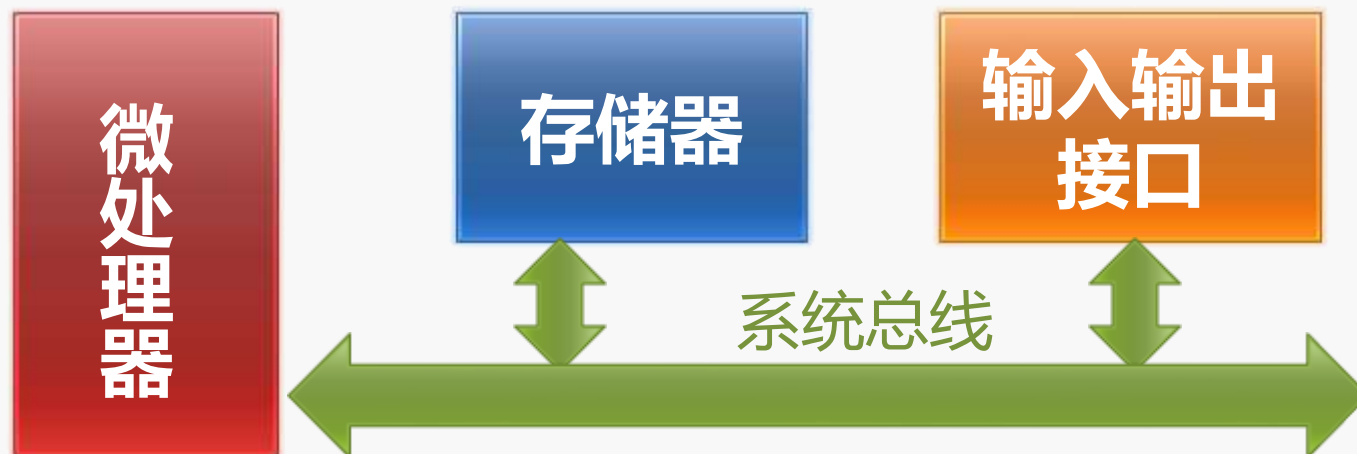 微处理器
存储器
输入输出
接口
系统总线